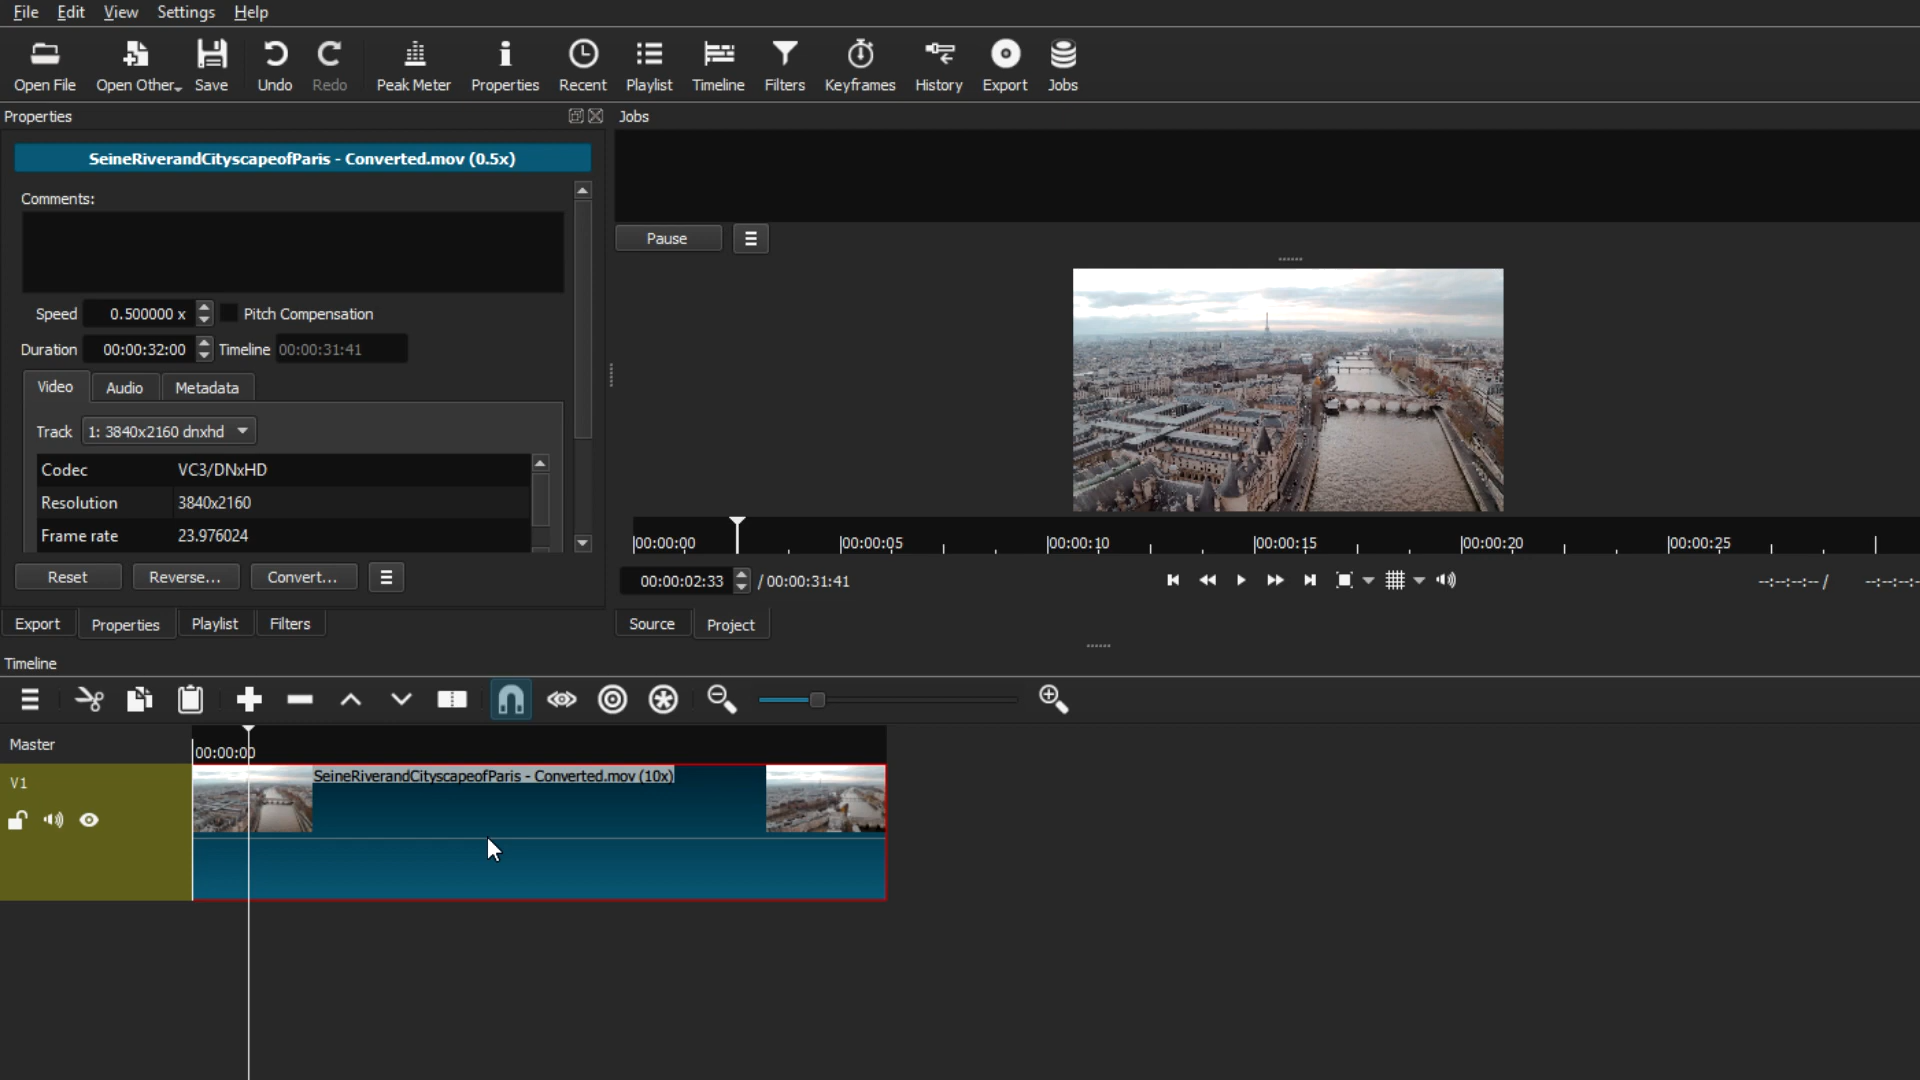 File Edit View Settings Help
Open File Open Other... Save Undo Redo Peak Meter Properties Recent Playlist Timeline Filters Keyframes History Export Jobs
Properties
Jobs
SeineRiverandCityscapeofParis - Converted.mov (0.5x)
Comments:
Pause
Speed 0.500000 x Pitch Compensation
Duration 00:00:32:00 Timeline 00:00:31:41
Video Audio Metadata
Track 1: 3840x2160 dnxhd
Codec VC3/DNxHD
Resolution 3840x2160
Frame rate 23.976024
00:00:00 00:00:05 00:00:10 00:00:15 00:00:20 00:00:25
Reset Reverse... Convert...
00:00:02:33 / 00:00:31:41
--:--:--:-- /
Export Properties Playlist Filters
Source Project
Timeline
Master
00:00:00
V1
SeineRiverandCityscapeofParis - Converted.mov (10x)